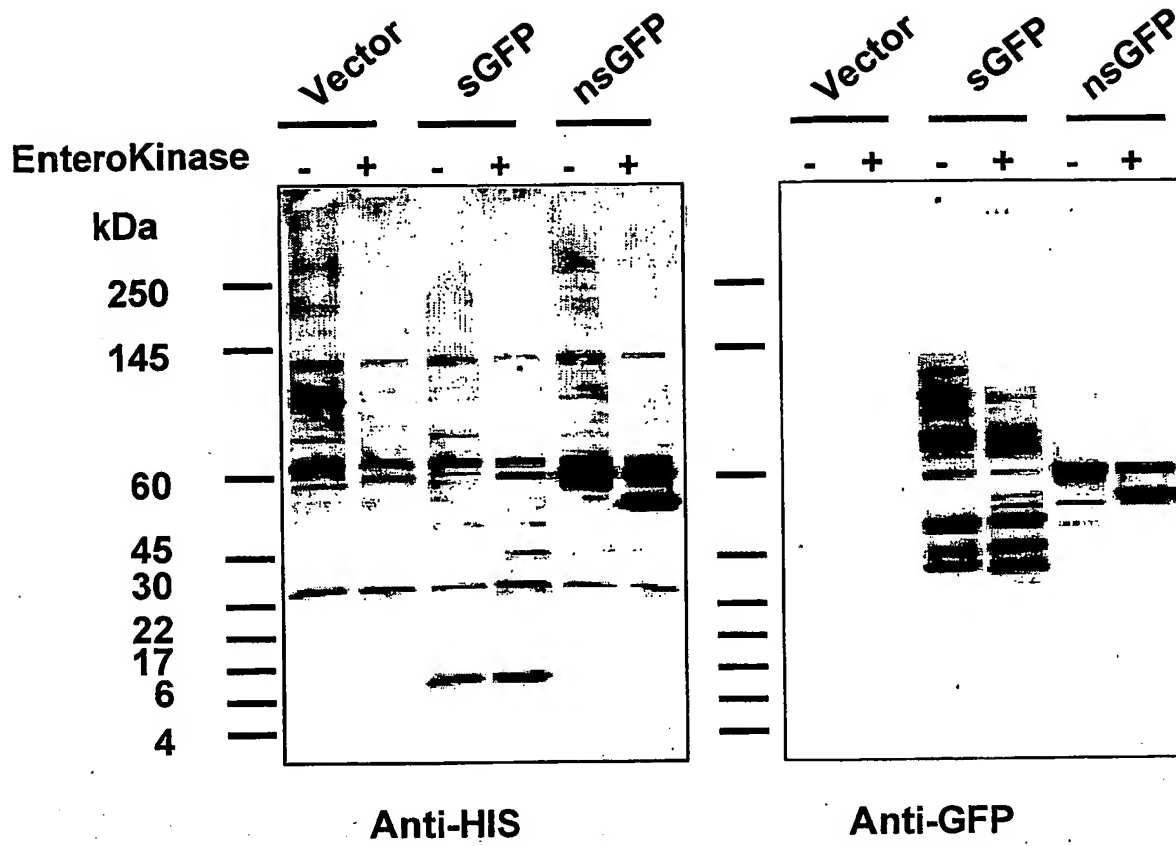 Vector sGFP nsGFP Vector sGFP nsGFP
EnteroKinase - + - + - + - + - + - +
kDa
250
145
60
45
30
22
17
6
4
Anti-HIS Anti-GFP